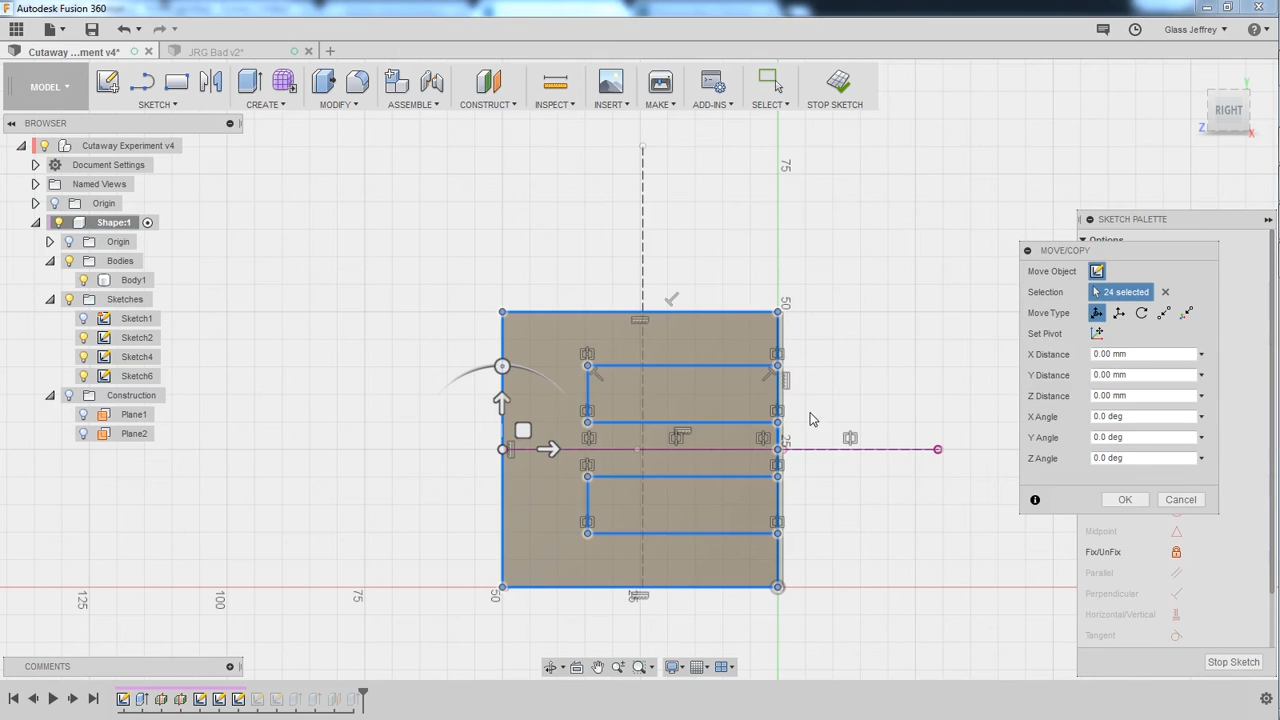 Autodesk Fusion 360
Glass Jeffrey
Cutaway ...ment v4*
JRG Bad v2*
MODEL
SKETCH
CREATE
MODIFY
ASSEMBLE
CONSTRUCT
INSPECT
INSERT
MAKE
ADD-INS
SELECT
STOP SKETCH
BROWSER
Cutaway Experiment v4
Document Settings
Named Views
Origin
Shape:1
Origin
Bodies
Body1
Sketches
Sketch1
Sketch2
Sketch4
Sketch6
Construction
Plane1
Plane2
Y
RIGHT
Z
X
75
50
25
125
100
75
50
25
SKETCH PALETTE
Options
MOVE/COPY
Move Object
Selection 24 selected
Move Type
Set Pivot
X Distance 0.00 mm
Y Distance 0.00 mm
Z Distance 0.00 mm
X Angle 0.0 deg
Y Angle 0.0 deg
Z Angle 0.0 deg
OK Cancel
Midpoint
Fix/UnFix
Parallel
Perpendicular
Horizontal/Vertical
Tangent
Stop Sketch
COMMENTS